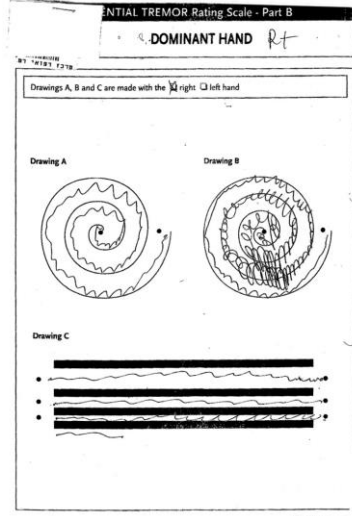 ENTIAL TREMOR Rating Scale - Part B
DOMINANT HAND Rt
Drawings A, B and C are made with the right left hand
Drawing A
Drawing B
Drawing C